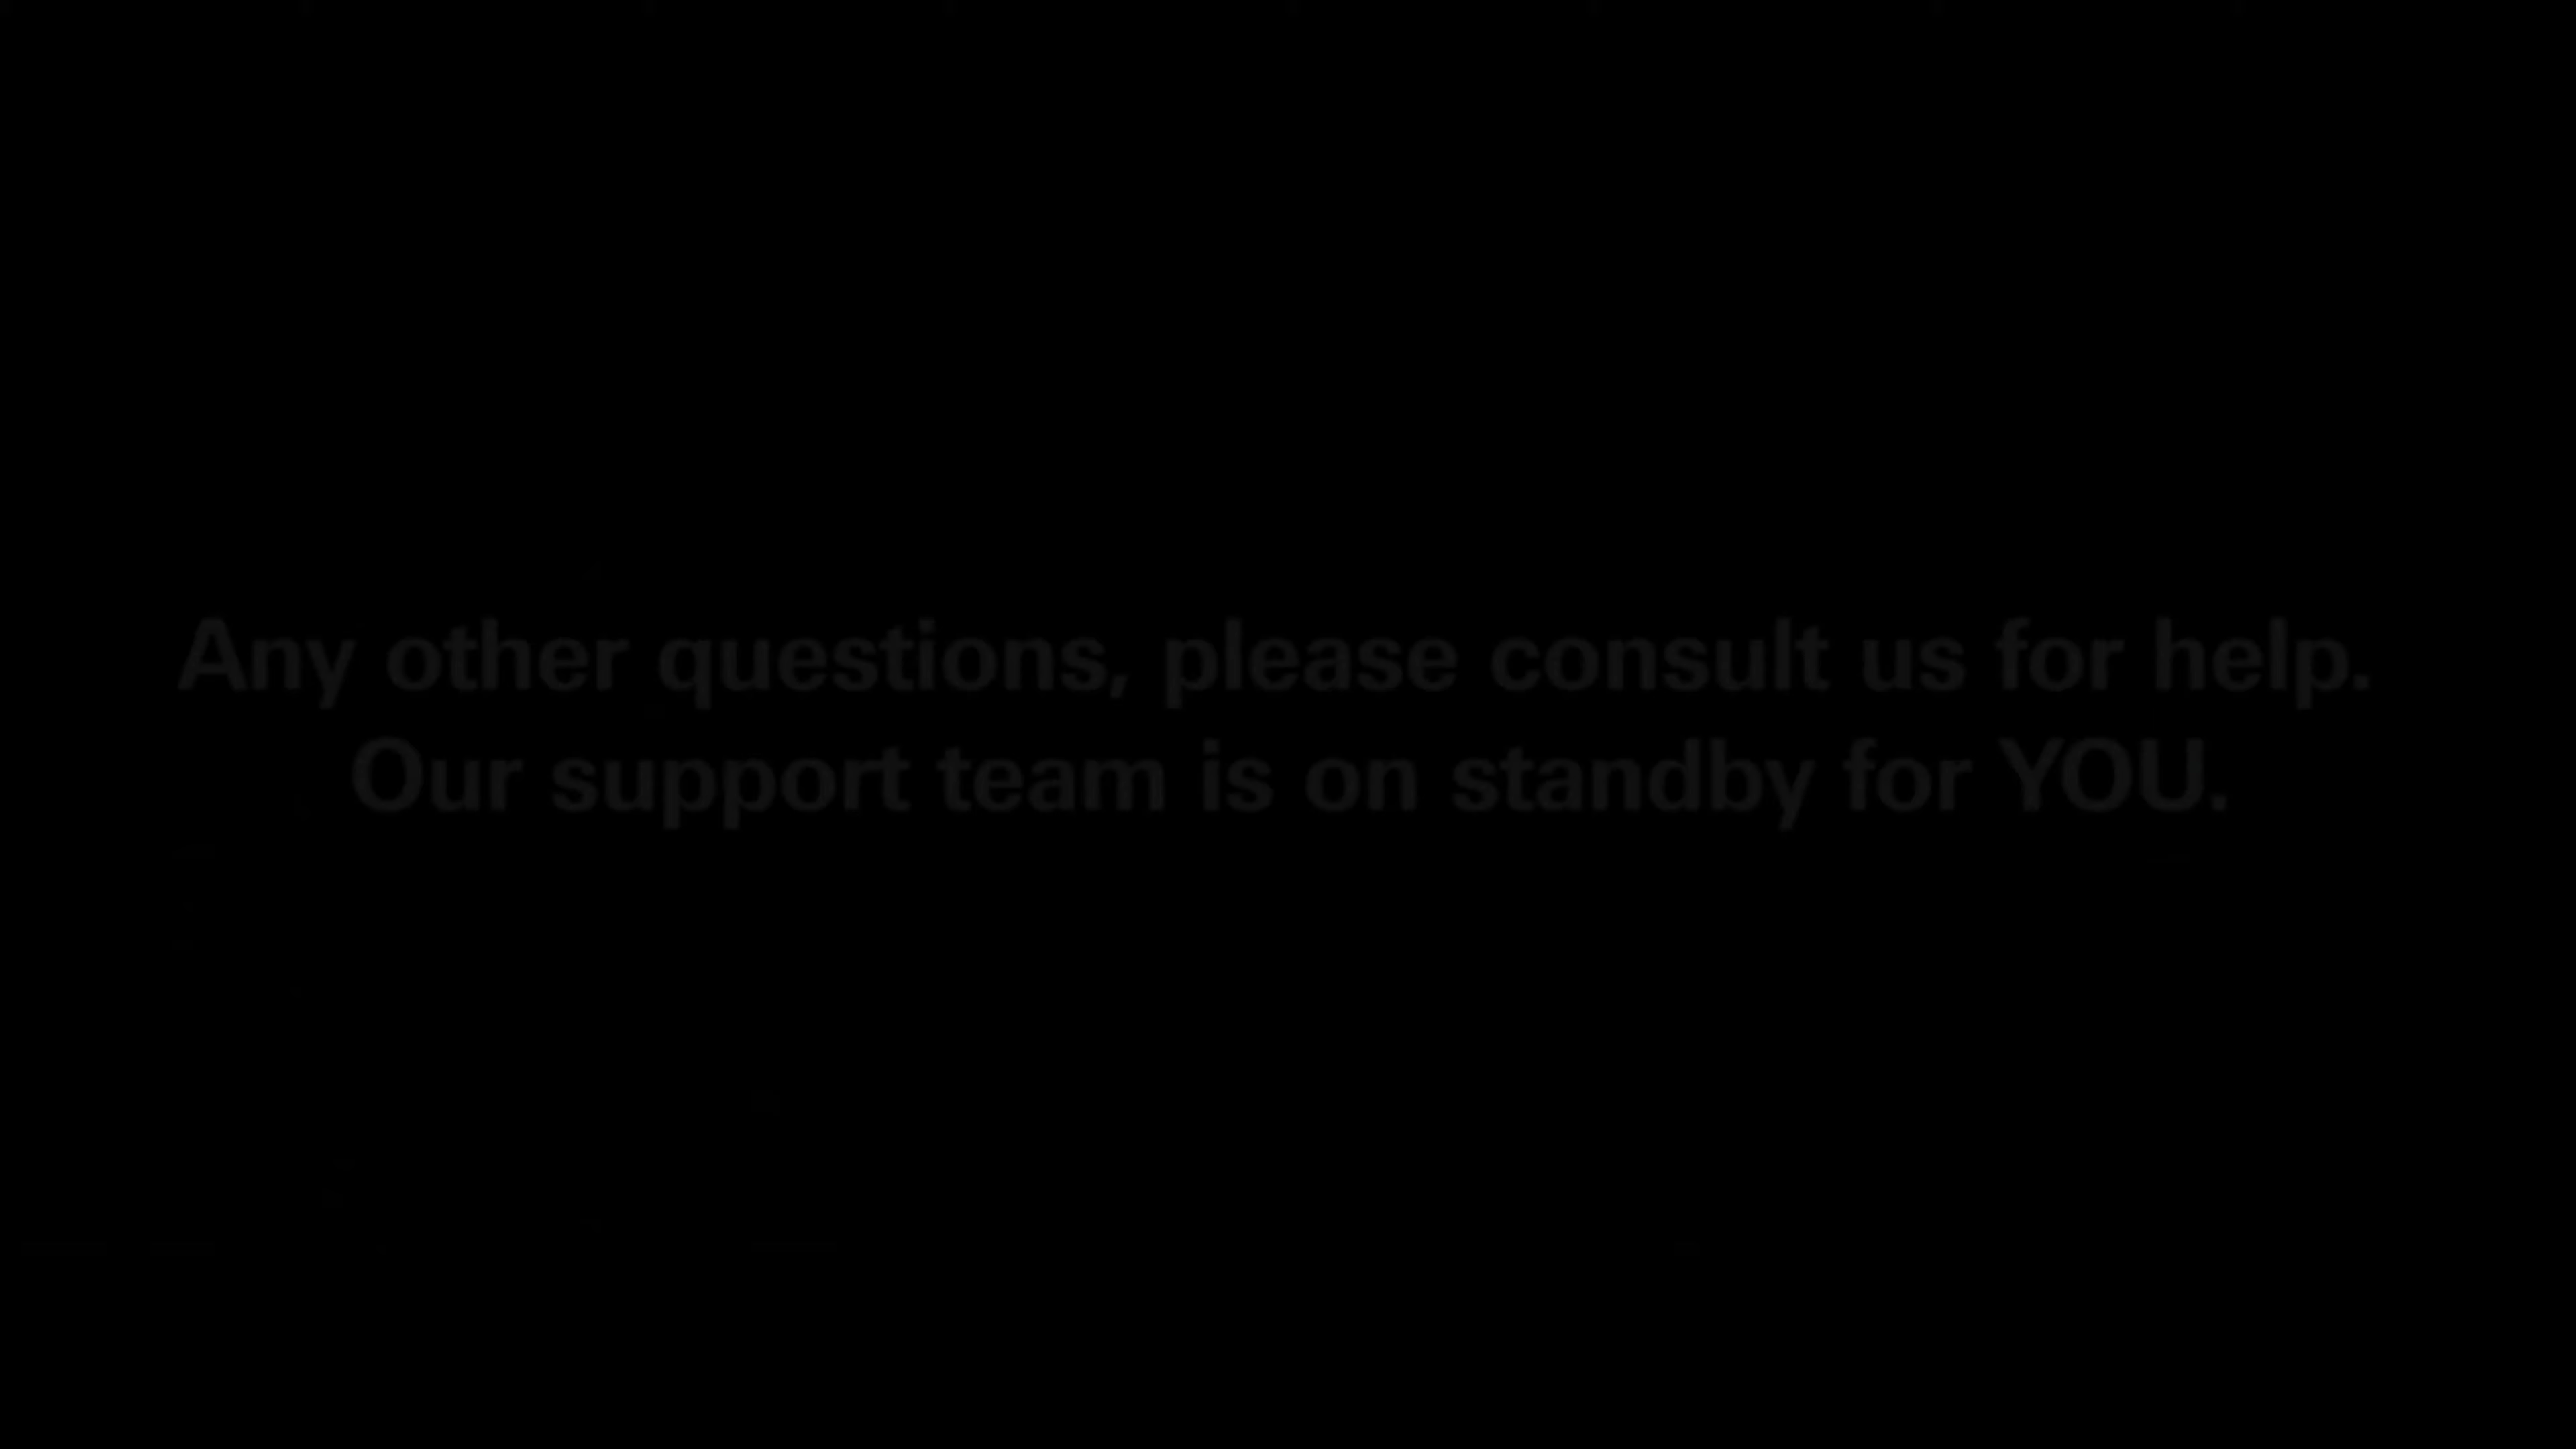 Any other questions, please consult us for help.
Our support team is on standby for YOU.